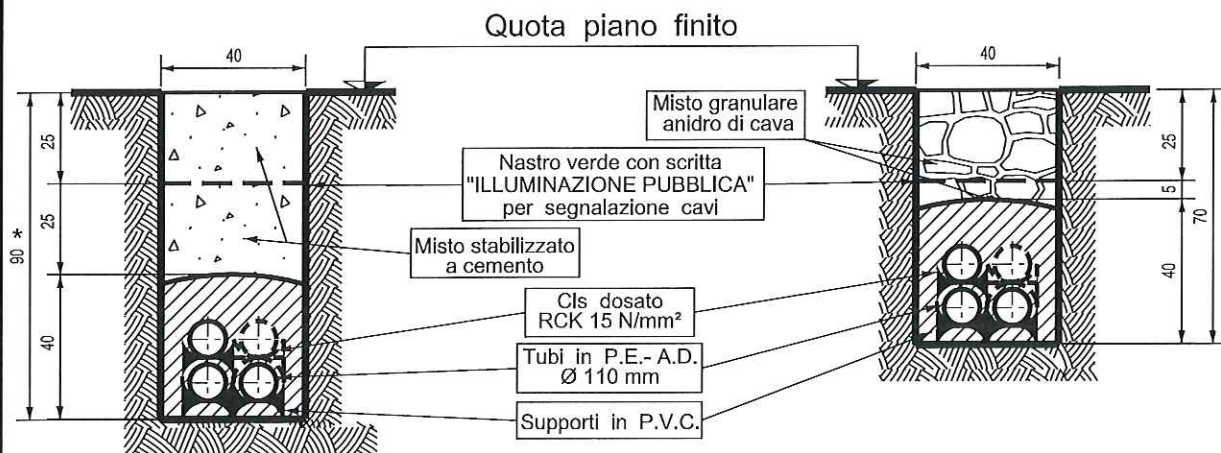 Quota piano finito
40
40
Misto granulare
anidro di cava
25
25
90 *
40
Nastro verde con scritta
"ILLUMINAZIONE PUBBLICA"
per segnalazione cavi
Misto stabilizzato
a cemento
Cls dosato
RCK 15 N/mm²
Tubi in P.E.- A.D.
Ø 110 mm
Supporti in P.V.C.
25
5
40
70